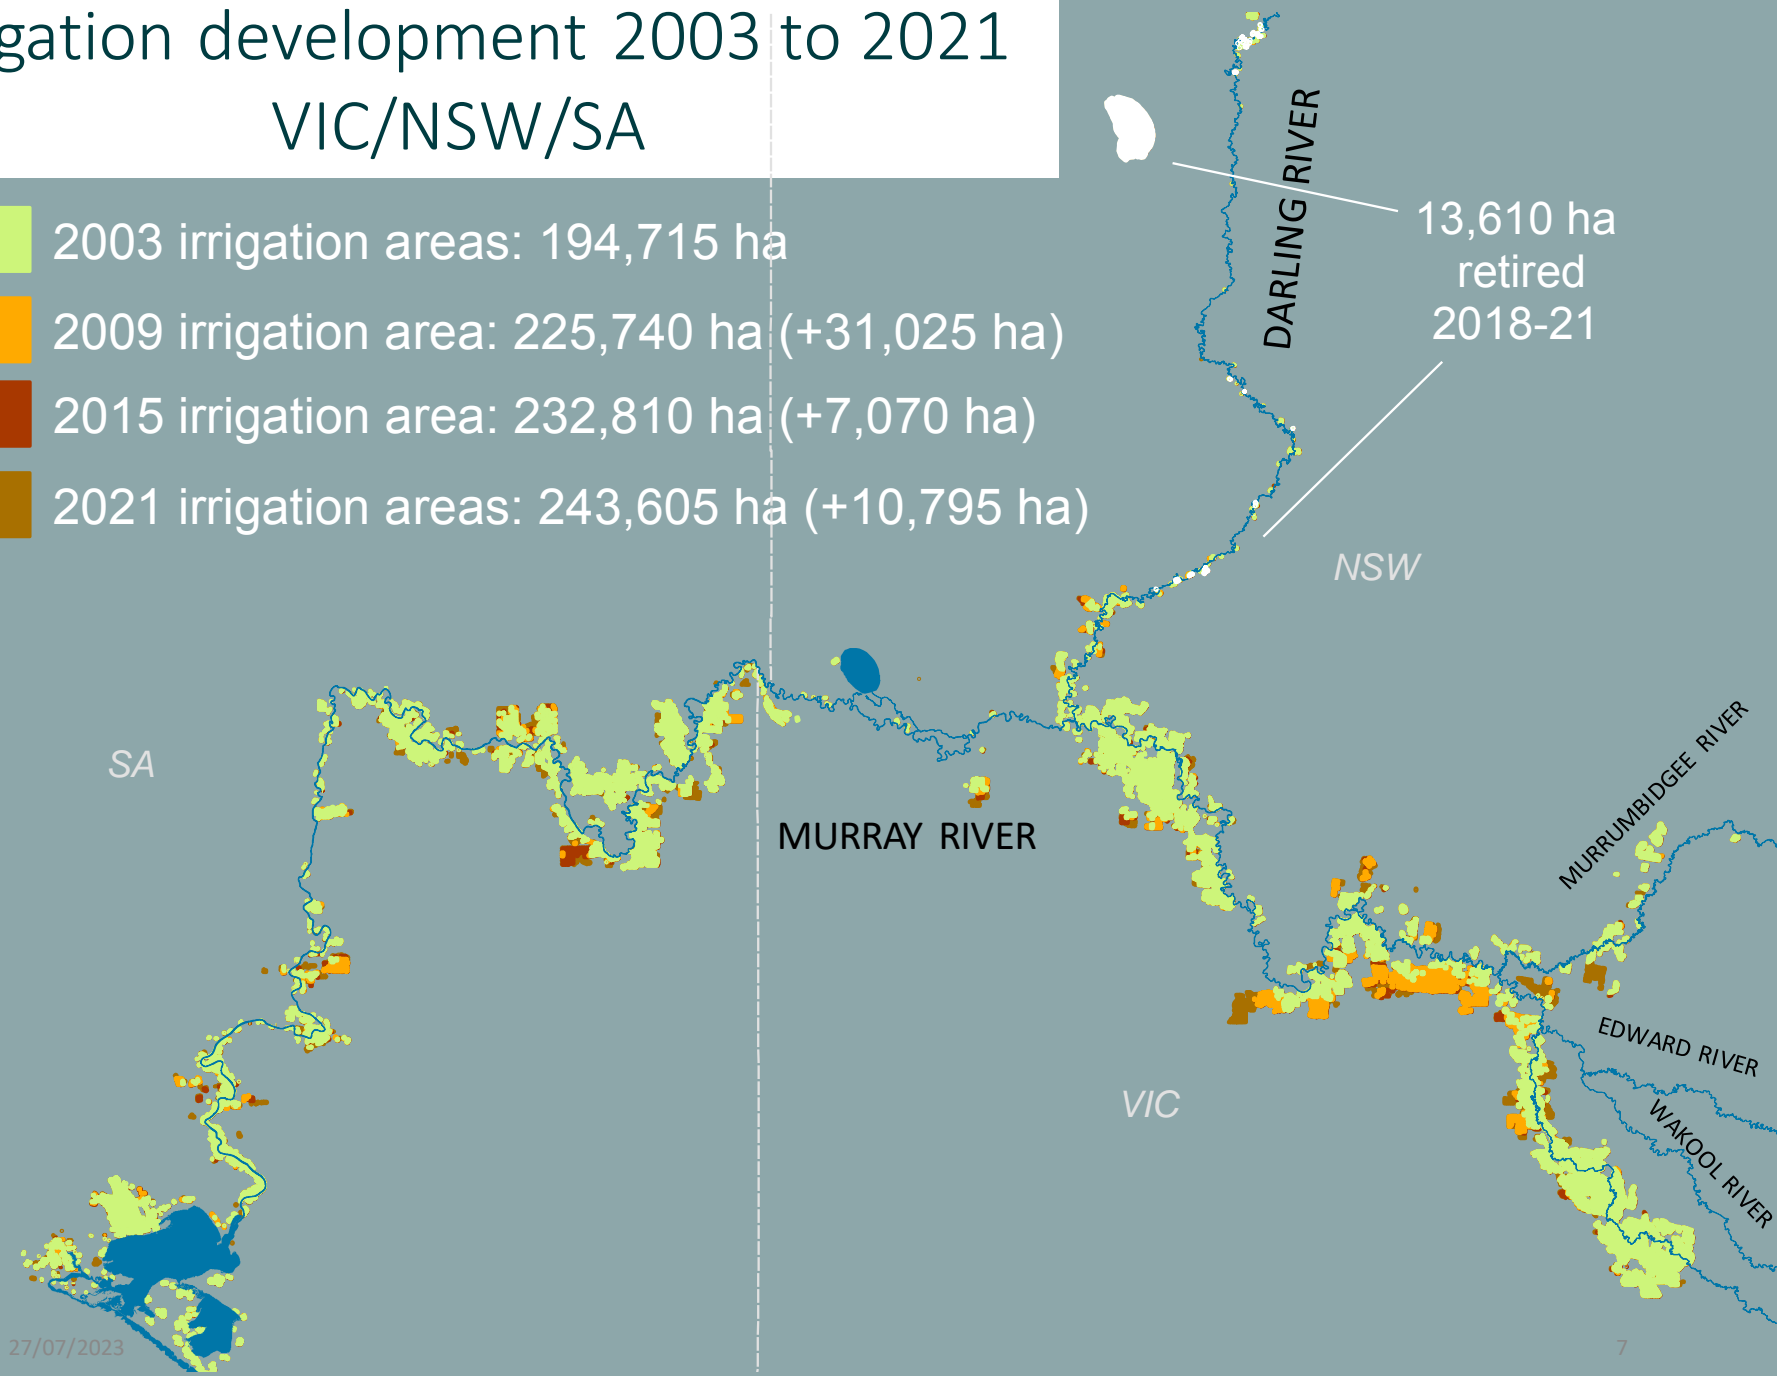 gation development 2003 to 2021
VIC/NSW/SA
2003 irrigation areas: 194,715 ha
2009 irrigation area: 225,740 ha (+31,025 ha)
2015 irrigation area: 232,810 ha (+7,070 ha)
2021 irrigation areas: 243,605 ha (+10,795 ha)
DARLING RIVER
13,610 ha
retired
2018-21
NSW
SA
MURRAY RIVER
MURRUMBIDGEE RIVER
EDWARD RIVER
VIC
WAKOOL RIVER
27/07/2023
7